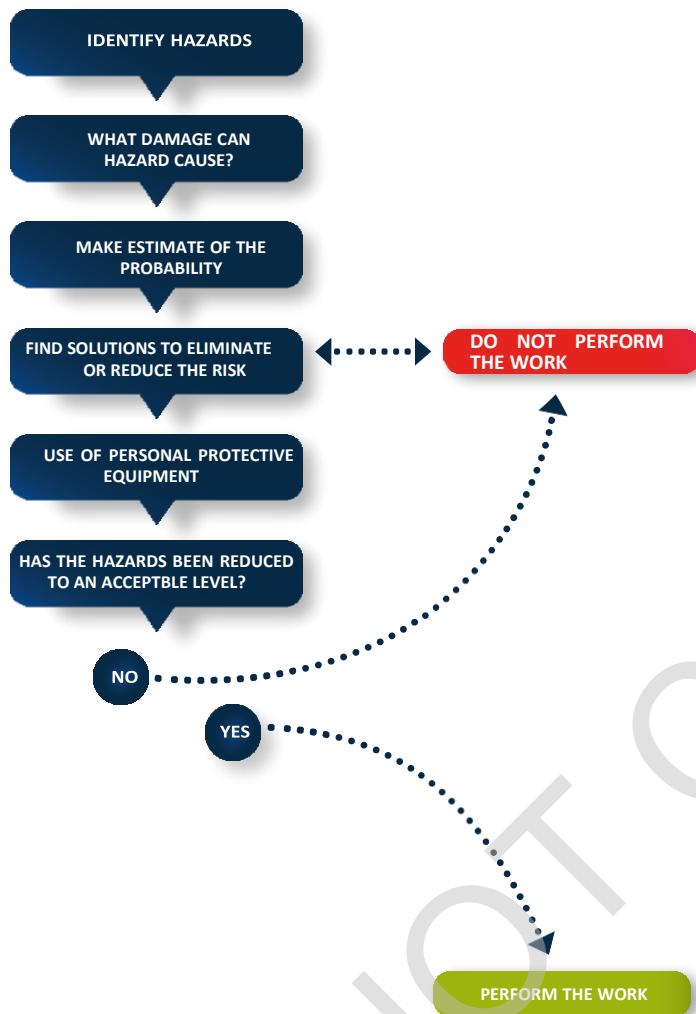 IDENTIFY HAZARDS
WHAT DAMAGE CAN
HAZARD CAUSE?
MAKE ESTIMATE OF THE
PROBABILITY
FIND SOLUTIONS TO ELIMINATE
OR REDUCE THE RISK
DO NOT PERFORM
THE WORK
USE OF PERSONAL PROTECTIVE
EQUIPMENT
HAS THE HAZARDS BEEN REDUCED
TO AN ACCEPTBLE LEVEL?
NO
YES
PERFORM THE WORK
NOT